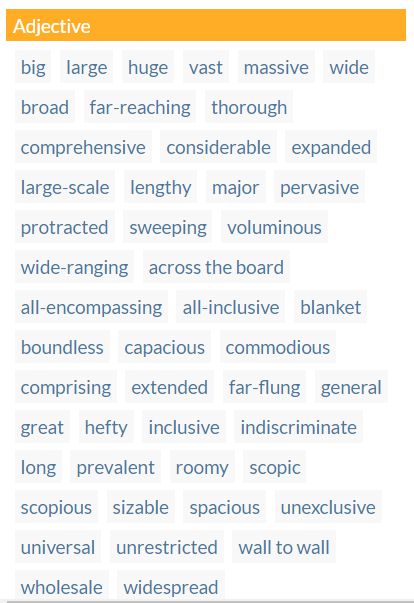 Adjective
big large huge vast massive wide
broad far-reaching thorough
comprehensive considerable expanded
large-scale lengthy major pervasive
protracted sweeping voluminous
wide-ranging across the board
all-encompassing all-inclusive blanket
boundless capacious commodious
comprising extended far-flung general
great hefty inclusive indiscriminate
long prevalent roomy scopic
scopious sizable spacious unexclusive
universal unrestricted wall to wall
wholesale widespread